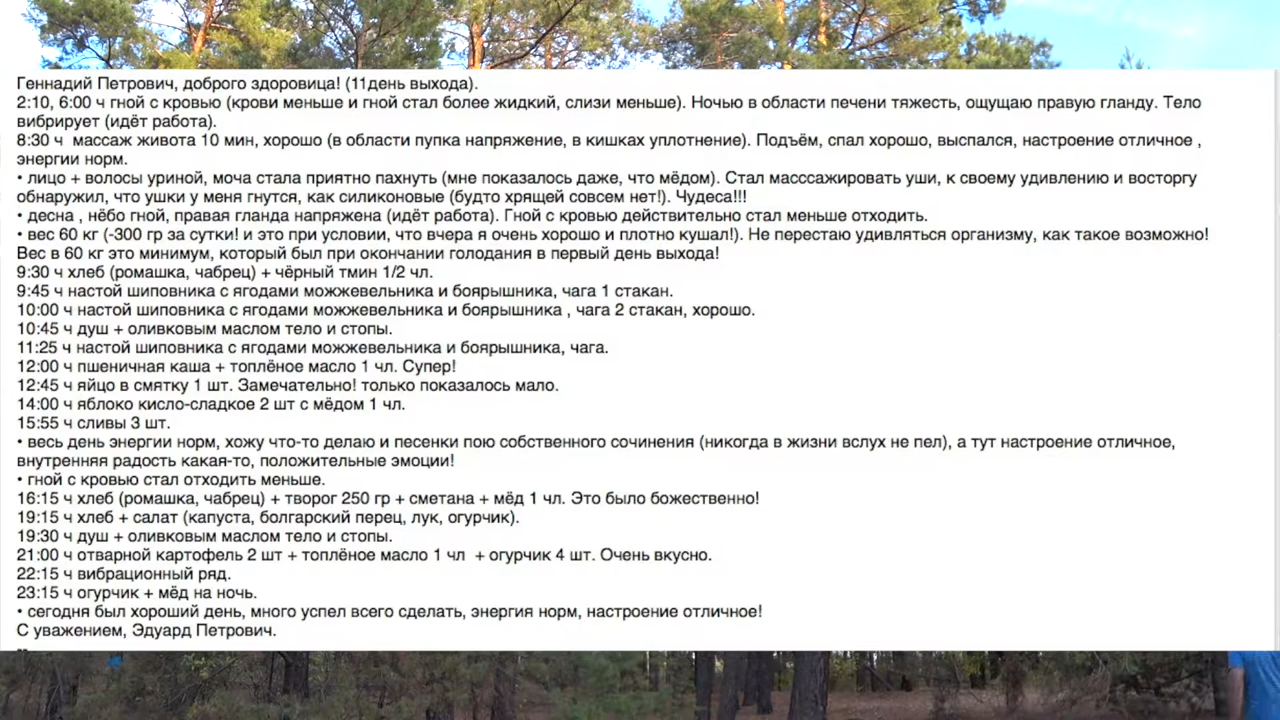 Геннадий Петрович, доброго здоровица! (11день выхода).
2:10, 6:00 ч гной с кровью (крови меньше и гной стал более жидкий, слизи меньше). Ночью в области печени тяжесть, ощущаю правую гланду. Тело
вибрирует (идёт работа).
8:30 ч  массаж живота 10 мин, хорошо (в области пупка напряжение, в кишках уплотнение). Подъём, спал хорошо, выспался, настроение отличное ,
энергии норм.
• лицо + волосы уриной, моча стала приятно пахнуть (мне показалось даже, что мёдом). Стал масссажировать уши, к своему удивлению и восторгу
обнаружил, что ушки у меня гнутся, как силиконовые (будто хрящей совсем нет!). Чудеса!!!
• десна , нёбо гной, правая гланда напряжена (идёт работа). Гной с кровью действительно стал меньше отходить.
• вес 60 кг (-300 гр за сутки! и это при условии, что вчера я очень хорошо и плотно кушал!). Не перестаю удивляться организму, как такое возможно!
Вес в 60 кг это минимум, который был при окончании голодания в первый день выхода!
9:30 ч хлеб (ромашка, чабрец) + чёрный тмин 1/2 чл.
9:45 ч настой шиповника с ягодами можжевельника и боярышника, чага 1 стакан.
10:00 ч настой шиповника с ягодами можжевельника и боярышника , чага 2 стакан, хорошо.
10:45 ч душ + оливковым маслом тело и стопы.
11:25 ч настой шиповника с ягодами можжевельника и боярышника, чага.
12:00 ч пшеничная каша + топлёное масло 1 чл. Супер!
12:45 ч яйцо в смятку 1 шт. Замечательно! только показалось мало.
14:00 ч яблоко кисло-сладкое 2 шт с мёдом 1 чл.
15:55 ч сливы 3 шт.
• весь день энергии норм, хожу что-то делаю и песенки пою собственного сочинения (никогда в жизни вслух не пел), а тут настроение отличное,
внутренняя радость какая-то, положительные эмоции!
• гной с кровью стал отходить меньше.
16:15 ч хлеб (ромашка, чабрец) + творог 250 гр + сметана + мёд 1 чл. Это было божественно!
19:15 ч хлеб + салат (капуста, болгарский перец, лук, огурчик).
19:30 ч душ + оливковым маслом тело и стопы.
21:00 ч отварной картофель 2 шт + топлёное масло 1 чл  + огурчик 4 шт. Очень вкусно.
22:15 ч вибрационный ряд.
23:15 ч огурчик + мёд на ночь.
• сегодня был хороший день, много успел всего сделать, энергия норм, настроение отличное!
С уважением, Эдуард Петрович.